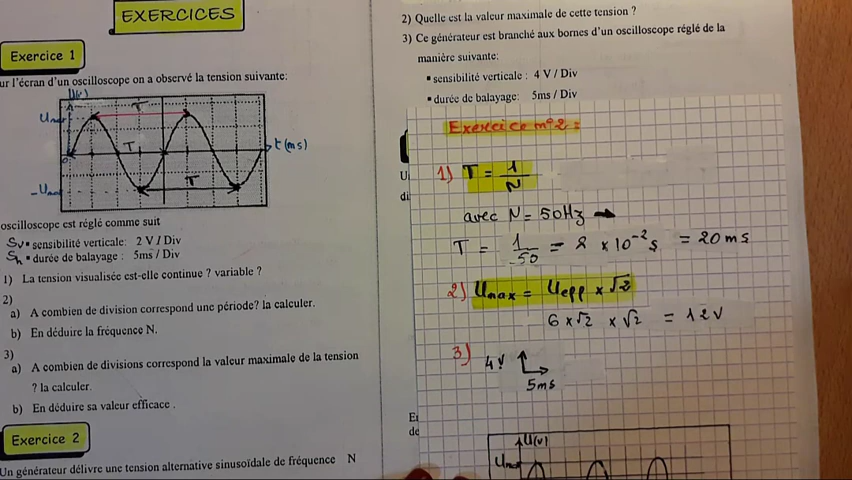 EXERCICES
Exercice 1
ur l'écran d'un oscilloscope on a observé la tension suivante:
U(v)
T
Umax
T
t (ms)
0
T
-Umax
oscilloscope est réglé comme suit
Sv ▪ sensibilité verticale: 2 V / Div
Sh ▪ durée de balayage : 5ms / Div
1) La tension visualisée est-elle continue ? variable ?
2)
a) A combien de division correspond une période? la calculer.
b) En déduire la fréquence N.
3)
a) A combien de divisions correspond la valeur maximale de la tension
? la calculer.
b) En déduire sa valeur efficace .
Exercice 2
Un générateur délivre une tension alternative sinusoïdale de fréquence N
2) Quelle est la valeur maximale de cette tension ?
3) Ce générateur est branché aux bornes d'un oscilloscope réglé de la
manière suivante:
▪ sensibilité verticale : 4 V / Div
▪ durée de balayage: 5ms / Div
U
di
Exercice n°2 :
1) T = 1/N
avec N = 50Hz →
T = 1/50 = 2 × 10⁻² s = 20 ms
2) Umax = Ueff × √2
6 × √2 × √2 = 12V
3) 4V
5ms
En
de
U(v)
Umax